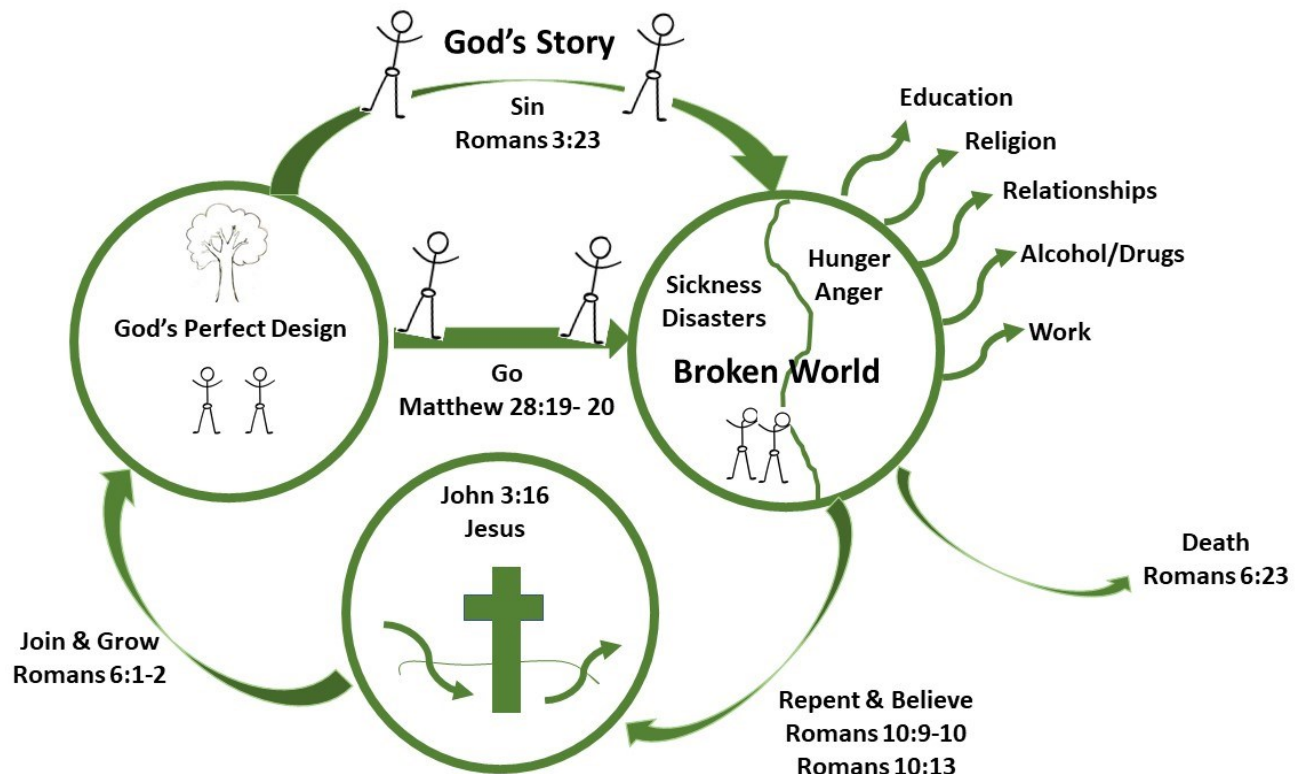 God's Story
Sin
Romans 3:23
Education
Religion
Relationships
Alcohol/Drugs
Work
God's Perfect Design
Go
Matthew 28:19- 20
Sickness
Disasters
Hunger
Anger
Broken World
John 3:16
Jesus
Death
Romans 6:23
Join & Grow
Romans 6:1-2
Repent & Believe
Romans 10:9-10
Romans 10:13